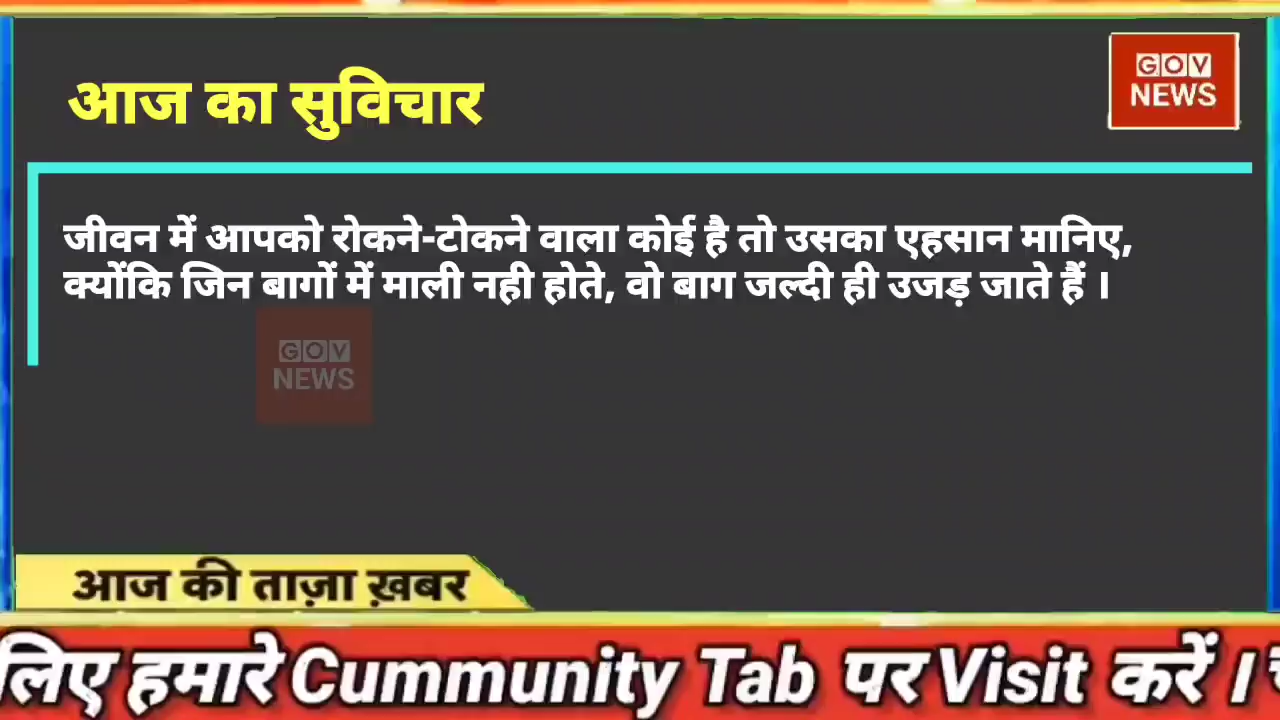 आज का सुविचार
GOV
NEWS
जीवन में आपको रोकने-टोकने वाला कोई है तो उसका एहसान मानिए,
क्योंकि जिन बागों में माली नही होते, वो बाग जल्दी ही उजड़ जाते हैं ।
GOV
NEWS
आज की ताज़ा ख़बर
लिए हमारे Cummunity Tab पर Visit करें ।